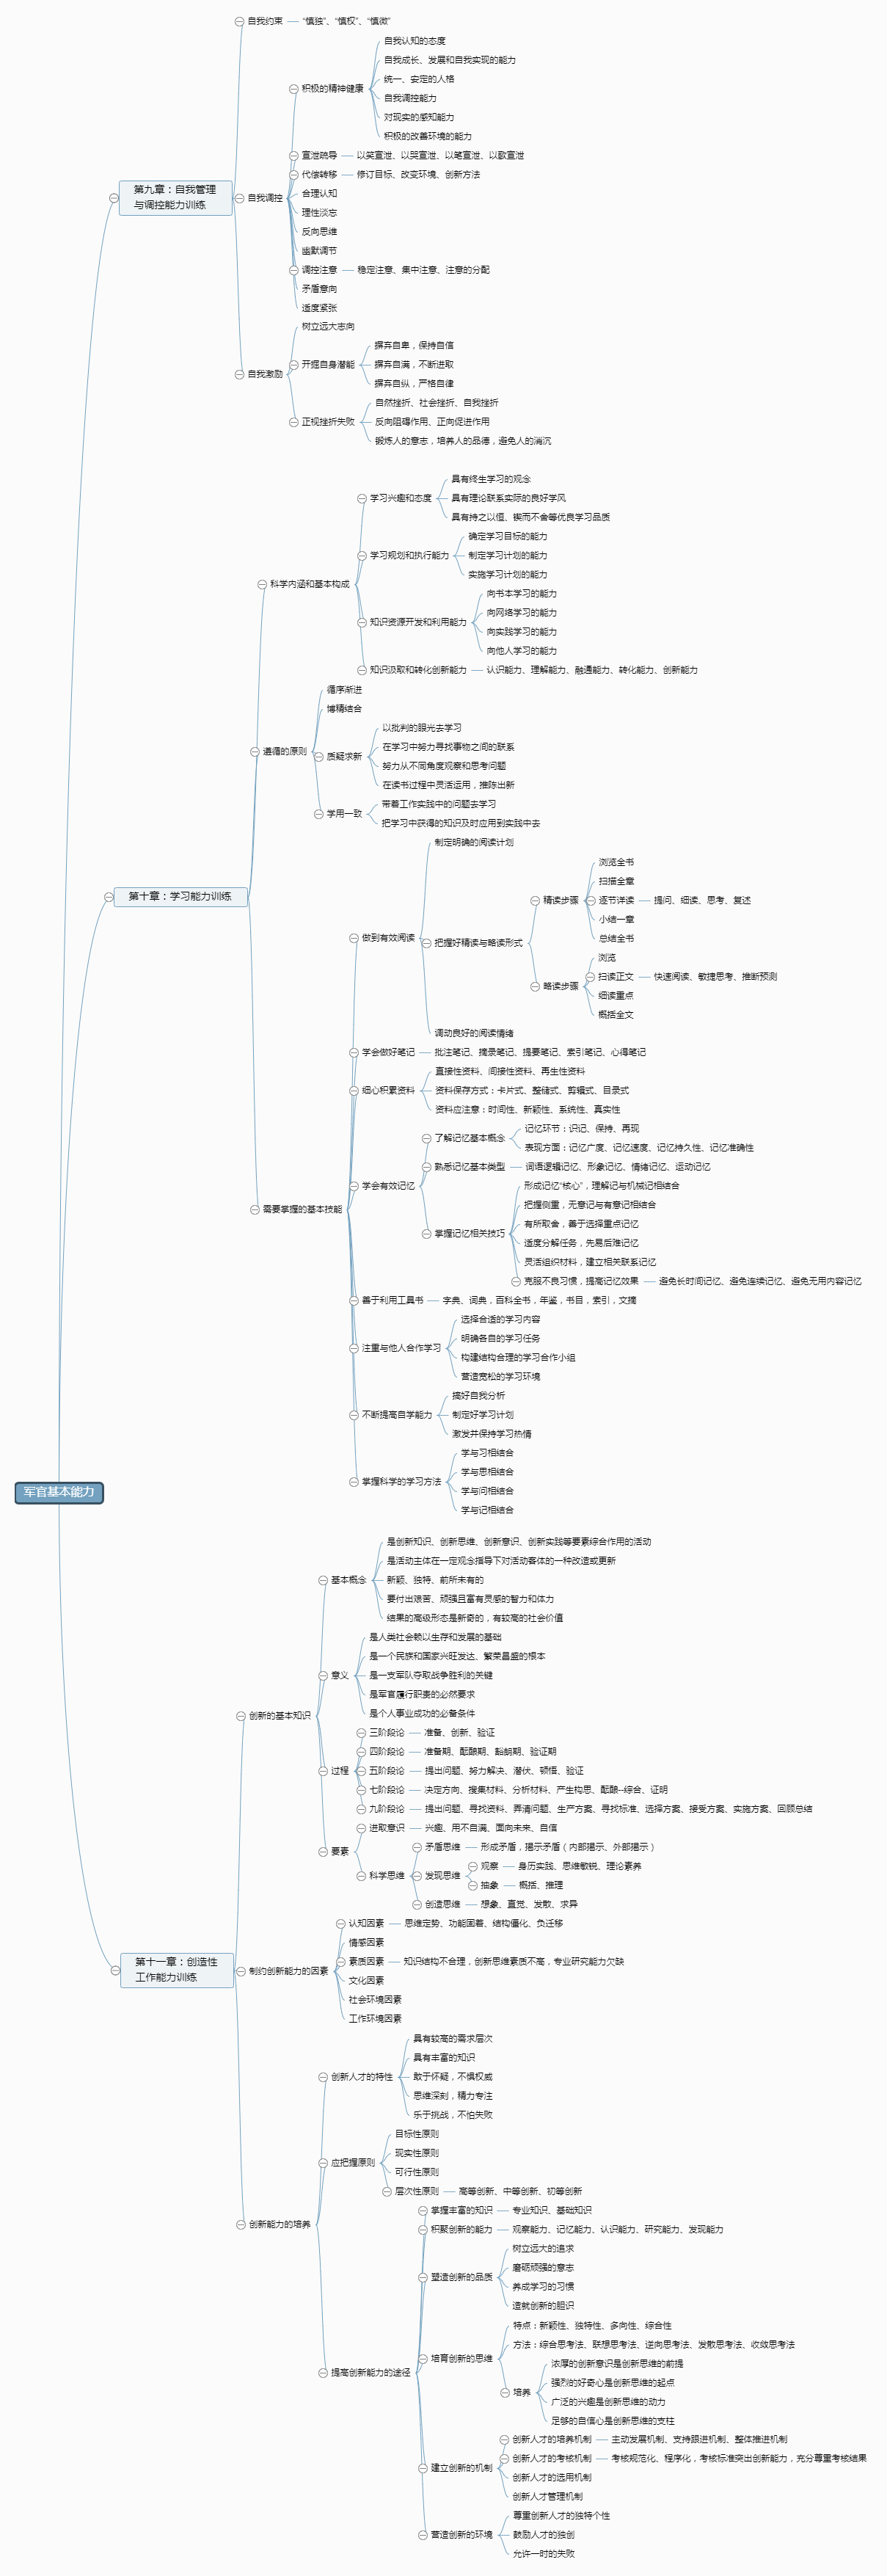 自我约束
“慎独”、“慎权”、“慎微”
自我认知的态度
自我成长、发展和自我实现的能力
统一、安定的人格
积极的精神健康
自我调控能力
对现实的感知能力
积极的改善环境的能力
宣泄疏导
以笑宣泄、以哭宣泄、以笔宣泄、以歌宣泄
代偿转移
修订目标、改变环境、创新方法
第九章：自我管理
与调控能力训练
自我调控
合理认知
理性淡忘
反向思维
幽默调节
调控注意
稳定注意、集中注意、注意的分配
矛盾意向
适度紧张
树立远大志向
自我激励
开掘自身潜能
摒弃自卑，保持自信
摒弃自满，不断进取
摒弃自纵，严格自律
正视挫折失败
自然挫折、社会挫折、自我挫折
反向阻碍作用、正向促进作用
锻炼人的意志，培养人的品德，避免人的消沉
学习兴趣和态度
具有终生学习的观念
具有理论联系实际的良好学风
具有持之以恒、锲而不舍等优良学习品质
学习规划和执行能力
确定学习目标的能力
制定学习计划的能力
实施学习计划的能力
科学内涵和基本构成
知识资源开发和利用能力
向书本学习的能力
向网络学习的能力
向实践学习的能力
向他人学习的能力
知识汲取和转化创新能力
认识能力、理解能力、融通能力、转化能力、创新能力
遵循的原则
循序渐进
博精结合
质疑求新
以批判的眼光去学习
在学习中努力寻找事物之间的联系
努力从不同角度观察和思考问题
在读书过程中灵活运用，推陈出新
学用一致
带着工作实践中的问题去学习
把学习中获得的知识及时应用到实践中去
第十章：学习能力训练
做到有效阅读
制定明确的阅读计划
把握好精读与略读形式
精读步骤
浏览全书
扫描全章
逐节详读
提问、细读、思考、复述
小结一章
总结全书
略读步骤
浏览
扫读正文
快速阅读、敏捷思考、推断预测
细读重点
概括全文
调动良好的阅读情绪
学会做好笔记
批注笔记、摘录笔记、提要笔记、索引笔记、心得笔记
细心积累资料
直接性资料、间接性资料、再生性资料
资料保存方式：卡片式、整储式、剪辑式、目录式
资料应注意：时间性、新颖性、系统性、真实性
需要掌握的基本技能
学会有效记忆
了解记忆基本概念
记忆环节：识记、保持、再现
表现方面：记忆广度、记忆速度、记忆持久性、记忆准确性
熟悉记忆基本类型
词语逻辑记忆、形象记忆、情绪记忆、运动记忆
掌握记忆相关技巧
形成记忆“核心”，理解记与机械记相结合
把握侧重，无意记与有意记相结合
有所取舍，善于选择重点记忆
适度分解任务，先易后难记忆
灵活组织材料，建立相关联系记忆
克服不良习惯，提高记忆效果
避免长时间记忆、避免连续记忆、避免无用内容记忆
善于利用工具书
字典、词典，百科全书，年鉴，书目，索引，文摘
注重与他人合作学习
选择合适的学习内容
明确各自的学习任务
构建结构合理的学习合作小组
营造宽松的学习环境
不断提高自学能力
搞好自我分析
制定好学习计划
激发并保持学习热情
掌握科学的学习方法
学与习相结合
学与思相结合
学与问相结合
学与记相结合
军官基本能力
基本概念
是创新知识、创新思维、创新意识、创新实践等要素综合作用的活动
是活动主体在一定观念指导下对活动客体的一种改造或更新
新颖、独特、前所未有的
要付出艰苦、顽强且富有灵感的智力和体力
结果的高级形态是新奇的，有较高的社会价值
意义
是人类社会赖以生存和发展的基础
是一个民族和国家兴旺发达、繁荣昌盛的根本
是一支军队夺取战争胜利的关键
是军官履行职责的必然要求
是个人事业成功的必备条件
创新的基本知识
过程
三阶段论
准备、创新、验证
四阶段论
准备期、酝酿期、豁朗期、验证期
五阶段论
提出问题、努力解决、潜伏、顿悟、验证
七阶段论
决定方向、搜集材料、分析材料、产生构思、酝酿--综合、证明
九阶段论
提出问题、寻找资料、弄清问题、生产方案、寻找标准、选择方案、接受方案、实施方案、回顾总结
要素
进取意识
兴趣、用不自满、面向未来、自信
科学思维
矛盾思维
形成矛盾，揭示矛盾（内部揭示、外部揭示）
发现思维
观察
身历实践、思维敏锐、理论素养
抽象
概括、推理
创造思维
想象、直觉、发散、求异
第十一章：创造性
工作能力训练
制约创新能力的因素
认知因素
思维定势、功能固着、结构僵化、负迁移
情感因素
素质因素
知识结构不合理，创新思维素质不高，专业研究能力欠缺
文化因素
社会环境因素
工作环境因素
创新人才的特性
具有较高的需求层次
具有丰富的知识
敢于怀疑，不惧权威
思维深刻，精力专注
乐于挑战，不怕失败
应把握原则
目标性原则
现实性原则
可行性原则
层次性原则
高等创新、中等创新、初等创新
创新能力的培养
提高创新能力的途径
掌握丰富的知识
专业知识、基础知识
积聚创新的能力
观察能力、记忆能力、认识能力、研究能力、发现能力
塑造创新的品质
树立远大的追求
磨砺顽强的意志
养成学习的习惯
造就创新的胆识
培育创新的思维
特点：新颖性、独特性、多向性、综合性
方法：综合思考法、联想思考法、逆向思考法、发散思考法、收敛思考法
培养
浓厚的创新意识是创新思维的前提
强烈的好奇心是创新思维的起点
广泛的兴趣是创新思维的动力
足够的自信心是创新思维的支柱
建立创新的机制
创新人才的培养机制
主动发展机制、支持跟进机制、整体推进机制
创新人才的考核机制
考核规范化、程序化，考核标准突出创新能力，充分尊重考核结果
创新人才的选用机制
创新人才管理机制
营造创新的环境
尊重创新人才的独特个性
鼓励人才的独创
允许一时的失败